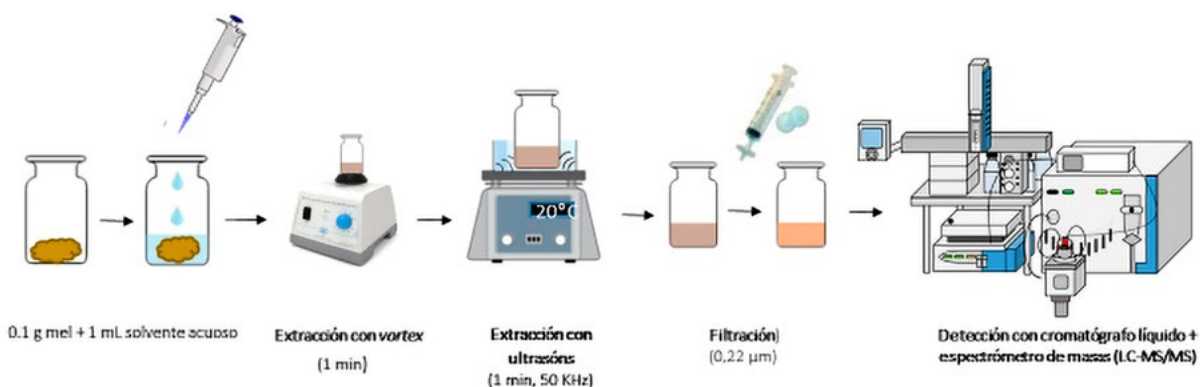 20°C
0.1 g mel + 1 mL solvente acuoso
Extracción con vortex
(1 min)
Extracción con
ultrasóns
(1 min, 50 KHz)
Filtración
(0,22 µm)
Detección con cromatógrafo líquido +
espectrómetro de masas (LC-MS/MS)